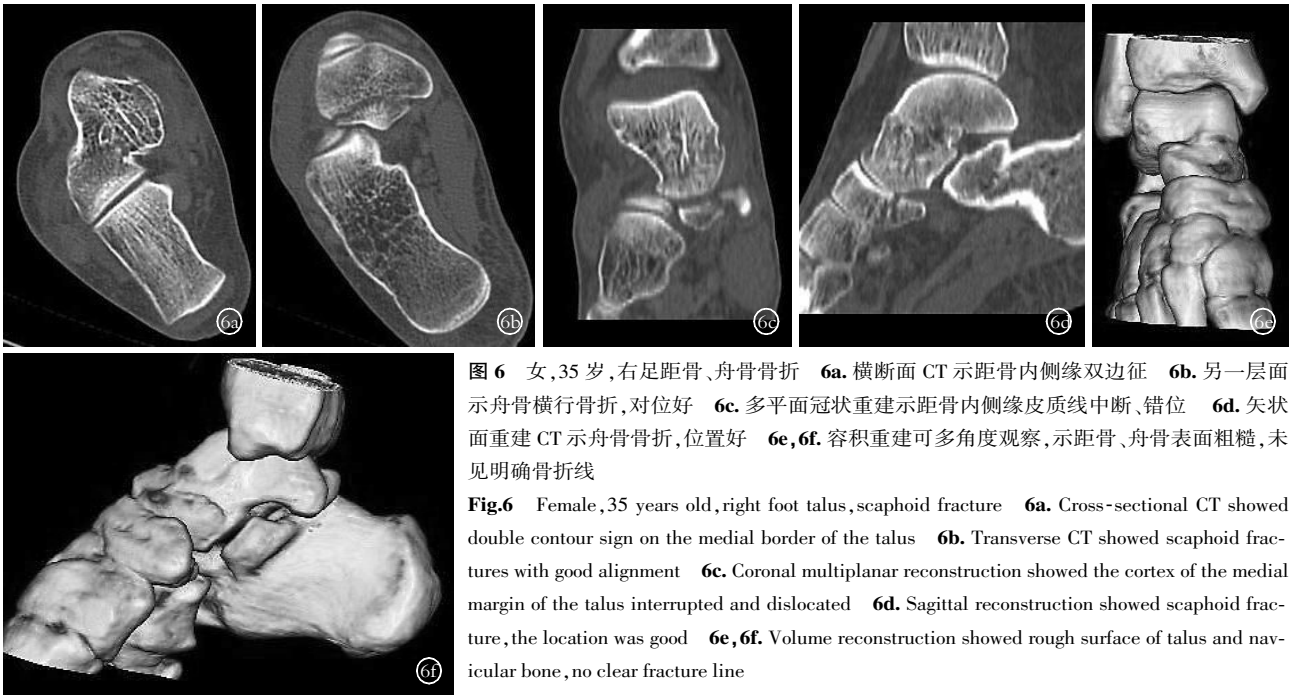 6a
6b
6c
6d
6e
6f
图 6 女,35 岁,右足距骨、舟骨骨折 6a. 横断面 CT 示距骨内侧缘双边征 6b. 另一层面
示舟骨横行骨折,对位好 6c. 多平面冠状重建示距骨内侧缘皮质线中断、错位 6d. 矢状
面重建 CT 示舟骨骨折,位置好 6e,6f. 容积重建可多角度观察,示距骨、舟骨表面粗糙,未
见明确骨折线
Fig.6 Female,35 years old,right foot talus,scaphoid fracture 6a. Cross-sectional CT showed
double contour sign on the medial border of the talus 6b. Transverse CT showed scaphoid frac-
tures with good alignment 6c. Coronal multiplanar reconstruction showed the cortex of the medial
margin of the talus interrupted and dislocated 6d. Sagittal reconstruction showed scaphoid frac-
ture,the location was good 6e,6f. Volume reconstruction showed rough surface of talus and nav-
icular bone,no clear fracture line